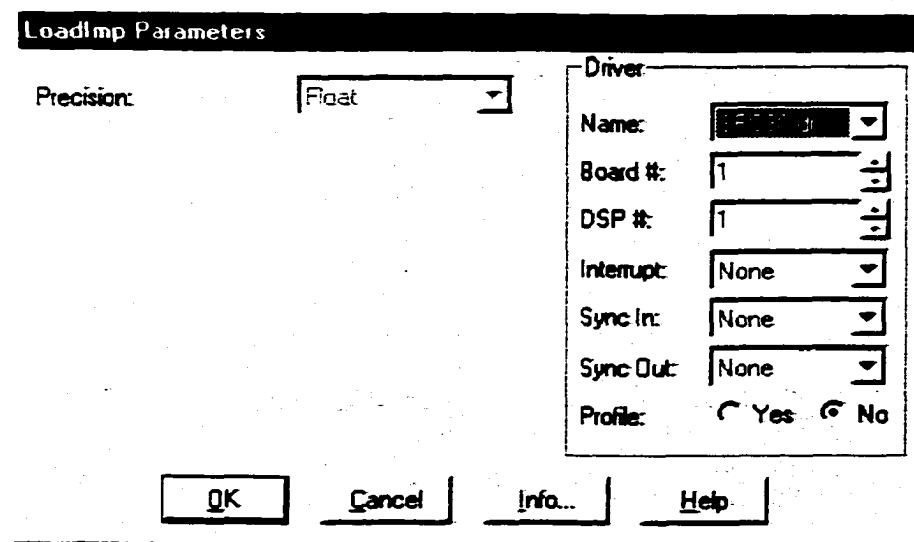 LoadImp Parameters
Precision: Float
Driver
Name:
Board #: 1
DSP #: 1
Interrupt: None
Sync In: None
Sync Out: None
Profile: Yes No
OK Cancel Info... Help